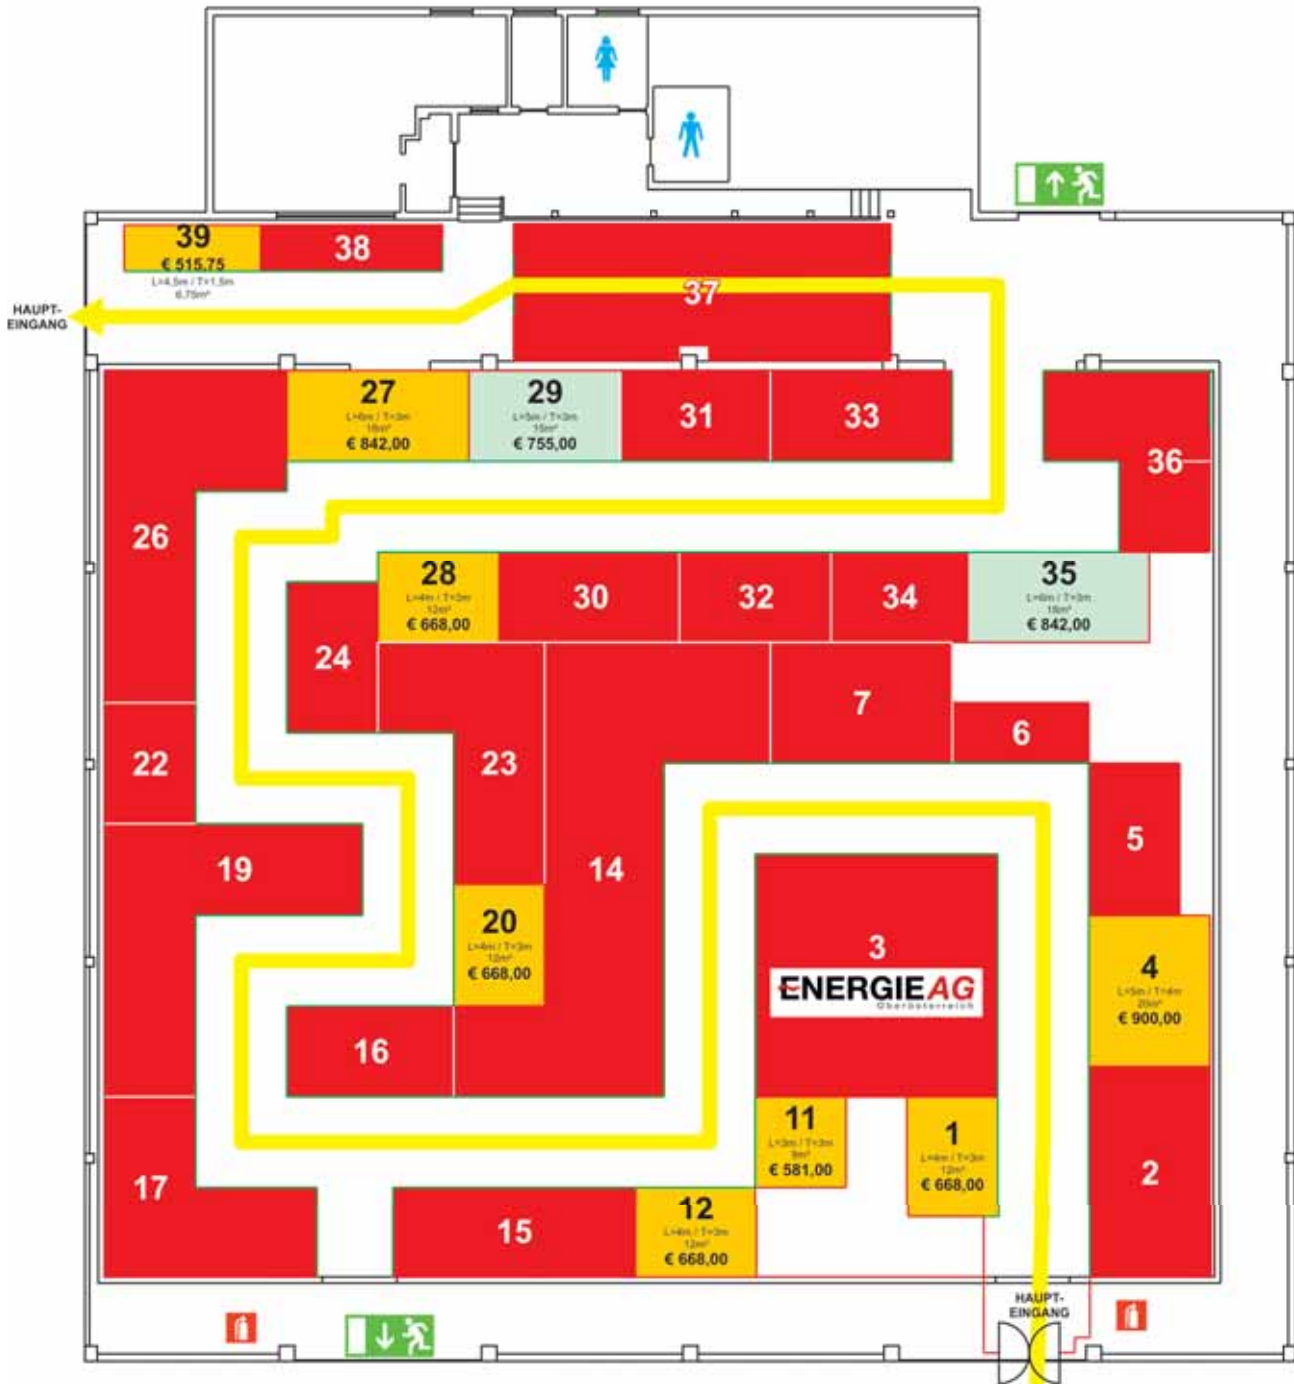 39
€ 515.75
L=4,5m / T=1,5m
6,75m²
38
HAUPT-
EINGANG
37
27
L=6m / T=3m
18m²
€ 842,00
29
L=5m / T=3m
15m²
€ 755,00
31
33
36
26
28
L=4m / T=3m
12m²
€ 668,00
30
32
34
35
L=6m / T=3m
18m²
€ 842,00
24
7
6
22
23
5
19
14
20
L=4m / T=3m
12m²
€ 668,00
3
ENERGIE AG
Oberösterreich
4
L=5m / T=4m
20m²
€ 900,00
16
11
L=3m / T=3m
9m²
€ 581,00
1
L=4m / T=3m
12m²
€ 668,00
2
17
15
12
L=4m / T=3m
12m²
€ 668,00
HAUPT-
EINGANG